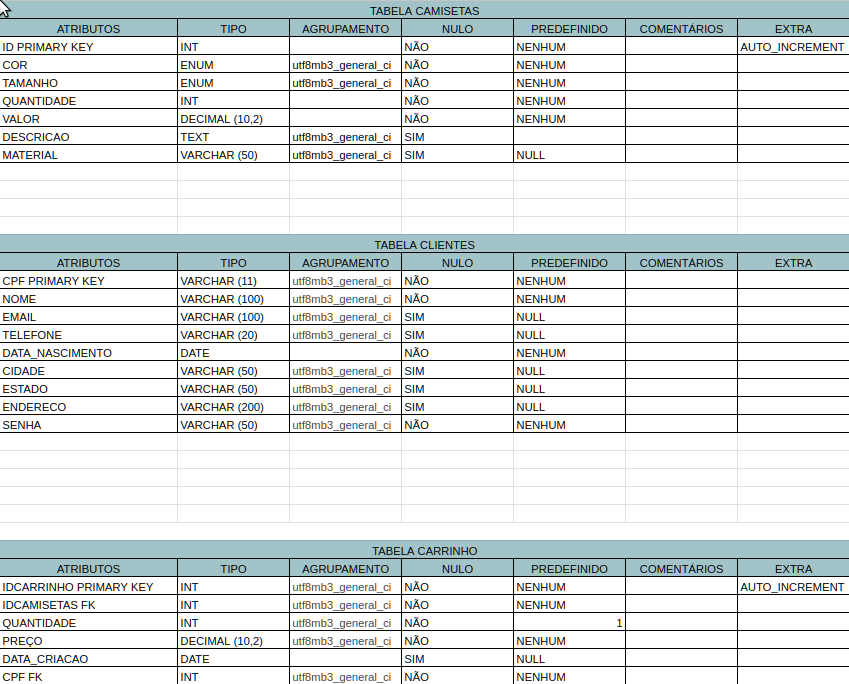 TABELA CAMISETAS
ATRIBUTOS TIPO AGRUPAMENTO NULO PREDEFINIDO COMENTÁRIOS EXTRA
ID PRIMARY KEY INT NÃO NENHUM AUTO_INCREMENT
COR ENUM utf8mb3_general_ci NÃO NENHUM
TAMANHO ENUM utf8mb3_general_ci NÃO NENHUM
QUANTIDADE INT NÃO NENHUM
VALOR DECIMAL (10,2) NÃO NENHUM
DESCRICAO TEXT utf8mb3_general_ci SIM
MATERIAL VARCHAR (50) utf8mb3_general_ci SIM NULL
TABELA CLIENTES
ATRIBUTOS TIPO AGRUPAMENTO NULO PREDEFINIDO COMENTÁRIOS EXTRA
CPF PRIMARY KEY VARCHAR (11) utf8mb3_general_ci NÃO NENHUM
NOME VARCHAR (100) utf8mb3_general_ci NÃO NENHUM
EMAIL VARCHAR (100) utf8mb3_general_ci SIM NULL
TELEFONE VARCHAR (20) utf8mb3_general_ci SIM NULL
DATA_NASCIMENTO DATE NÃO NENHUM
CIDADE VARCHAR (50) utf8mb3_general_ci SIM NULL
ESTADO VARCHAR (50) utf8mb3_general_ci SIM NULL
ENDERECO VARCHAR (200) utf8mb3_general_ci SIM NULL
SENHA VARCHAR (50) utf8mb3_general_ci NÃO NENHUM
TABELA CARRINHO
ATRIBUTOS TIPO AGRUPAMENTO NULO PREDEFINIDO COMENTÁRIOS EXTRA
IDCARRINHO PRIMARY KEY INT utf8mb3_general_ci NÃO NENHUM AUTO_INCREMENT
IDCAMISETAS FK INT utf8mb3_general_ci NÃO NENHUM
QUANTIDADE INT utf8mb3_general_ci NÃO 1
PREÇO DECIMAL (10,2) utf8mb3_general_ci NÃO NENHUM
DATA_CRIACAO DATE SIM NULL
CPF FK INT utf8mb3_general_ci NÃO NENHUM